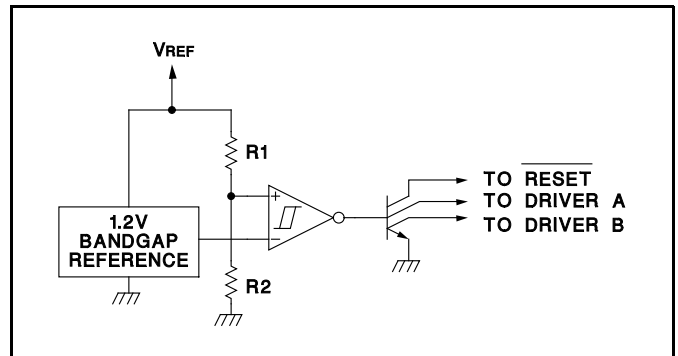 VREF
R1
+
−
1.2V
BANDGAP
REFERENCE
R2
TO RESET
TO DRIVER A
TO DRIVER B